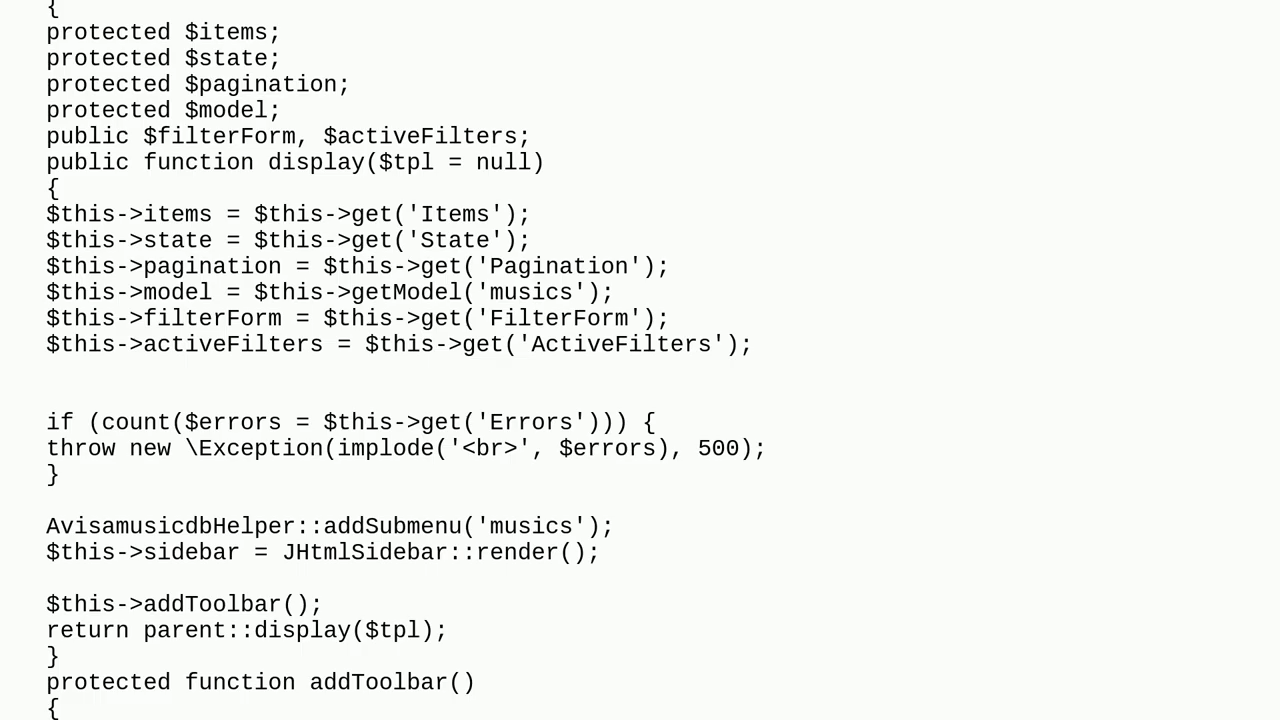 {
protected $items;
protected $state;
protected $pagination;
protected $model;
public $filterForm, $activeFilters;
public function display($tpl = null)
{
$this->items = $this->get('Items');
$this->state = $this->get('State');
$this->pagination = $this->get('Pagination');
$this->model = $this->getModel('musics');
$this->filterForm = $this->get('FilterForm');
$this->activeFilters = $this->get('ActiveFilters');
if (count($errors = $this->get('Errors'))) {
throw new \Exception(implode('<br>', $errors), 500);
}
AvisamusicdbHelper::addSubmenu('musics');
$this->sidebar = JHtmlSidebar::render();
$this->addToolbar();
return parent::display($tpl);
}
protected function addToolbar()
{